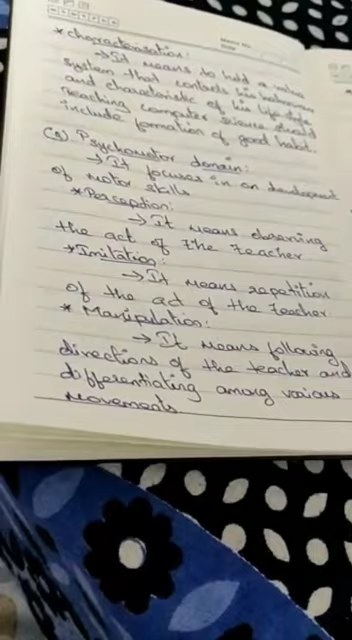 * Characterisation:
→ It means to hold a value
system that controls his behaviour
and characteristic of his life style
Teaching computer science should
include formation of good habit.
(3) Psychomotor domain:
→ It focuses in on development
of motor skills
* Perception:
→ It means observing
the act of the teacher
* Imitation:
→ It means repetition
of the act of the teacher
* Manipulation:
→ It means following
directions of the teacher and
differentiating among various
movements.